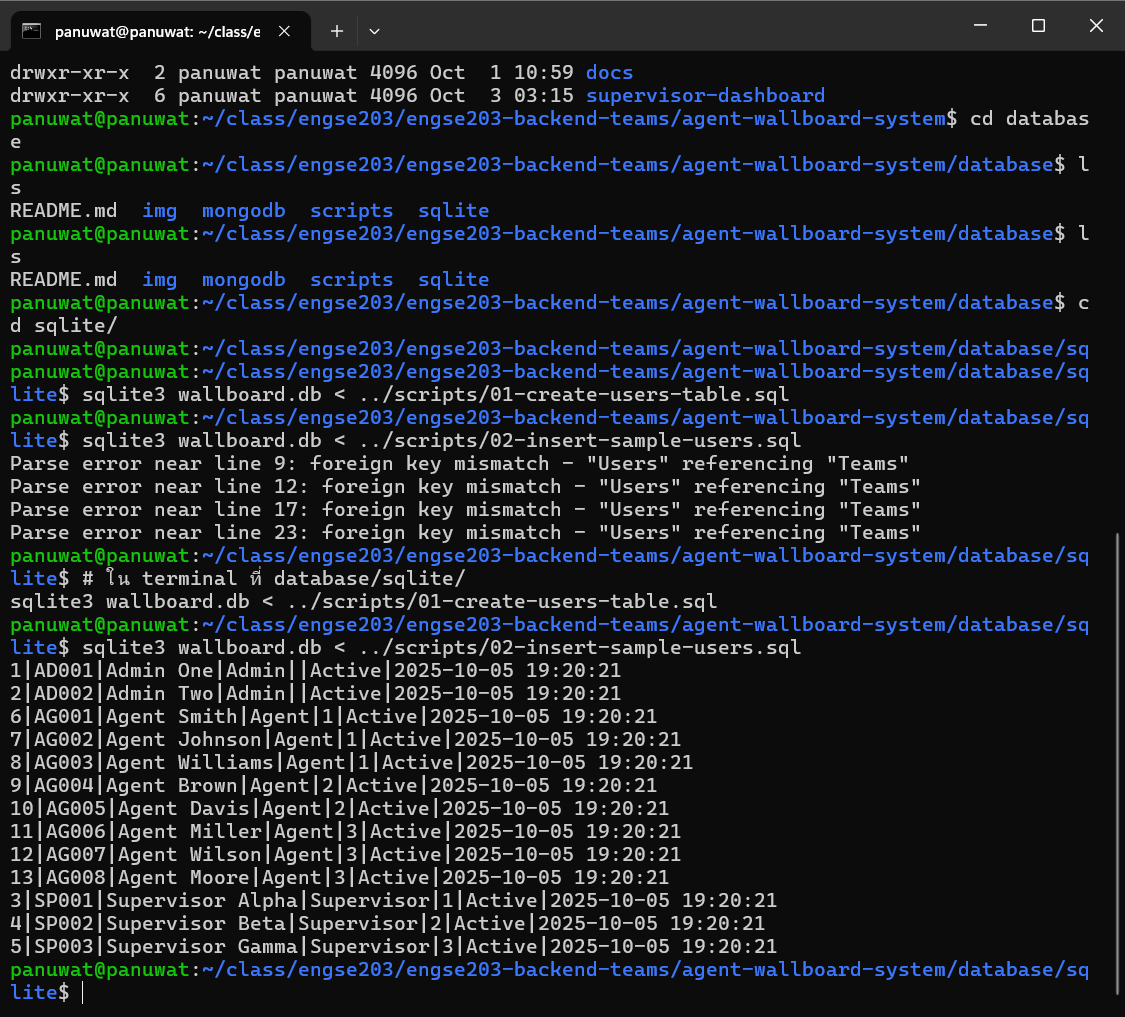 panuwat@panuwat: ~/class/e
drwxr-xr-x  2 panuwat panuwat 4096 Oct  1 10:59 docs
drwxr-xr-x  6 panuwat panuwat 4096 Oct  3 03:15 supervisor-dashboard
panuwat@panuwat:~/class/engse203/engse203-backend-teams/agent-wallboard-system$ cd databas
e
panuwat@panuwat:~/class/engse203/engse203-backend-teams/agent-wallboard-system/database$ l
s
README.md  img  mongodb  scripts  sqlite
panuwat@panuwat:~/class/engse203/engse203-backend-teams/agent-wallboard-system/database$ l
s
README.md  img  mongodb  scripts  sqlite
panuwat@panuwat:~/class/engse203/engse203-backend-teams/agent-wallboard-system/database$ c
d sqlite/
panuwat@panuwat:~/class/engse203/engse203-backend-teams/agent-wallboard-system/database/sq
panuwat@panuwat:~/class/engse203/engse203-backend-teams/agent-wallboard-system/database/sq
lite$ sqlite3 wallboard.db < ../scripts/01-create-users-table.sql
panuwat@panuwat:~/class/engse203/engse203-backend-teams/agent-wallboard-system/database/sq
lite$ sqlite3 wallboard.db < ../scripts/02-insert-sample-users.sql
Parse error near line 9: foreign key mismatch - "Users" referencing "Teams"
Parse error near line 12: foreign key mismatch - "Users" referencing "Teams"
Parse error near line 17: foreign key mismatch - "Users" referencing "Teams"
Parse error near line 23: foreign key mismatch - "Users" referencing "Teams"
panuwat@panuwat:~/class/engse203/engse203-backend-teams/agent-wallboard-system/database/sq
lite$ # ใน terminal ที่ database/sqlite/
sqlite3 wallboard.db < ../scripts/01-create-users-table.sql
panuwat@panuwat:~/class/engse203/engse203-backend-teams/agent-wallboard-system/database/sq
lite$ sqlite3 wallboard.db < ../scripts/02-insert-sample-users.sql
1|AD001|Admin One|Admin||Active|2025-10-05 19:20:21
2|AD002|Admin Two|Admin||Active|2025-10-05 19:20:21
6|AG001|Agent Smith|Agent|1|Active|2025-10-05 19:20:21
7|AG002|Agent Johnson|Agent|1|Active|2025-10-05 19:20:21
8|AG003|Agent Williams|Agent|1|Active|2025-10-05 19:20:21
9|AG004|Agent Brown|Agent|2|Active|2025-10-05 19:20:21
10|AG005|Agent Davis|Agent|2|Active|2025-10-05 19:20:21
11|AG006|Agent Miller|Agent|3|Active|2025-10-05 19:20:21
12|AG007|Agent Wilson|Agent|3|Active|2025-10-05 19:20:21
13|AG008|Agent Moore|Agent|3|Active|2025-10-05 19:20:21
3|SP001|Supervisor Alpha|Supervisor|1|Active|2025-10-05 19:20:21
4|SP002|Supervisor Beta|Supervisor|2|Active|2025-10-05 19:20:21
5|SP003|Supervisor Gamma|Supervisor|3|Active|2025-10-05 19:20:21
panuwat@panuwat:~/class/engse203/engse203-backend-teams/agent-wallboard-system/database/sq
lite$